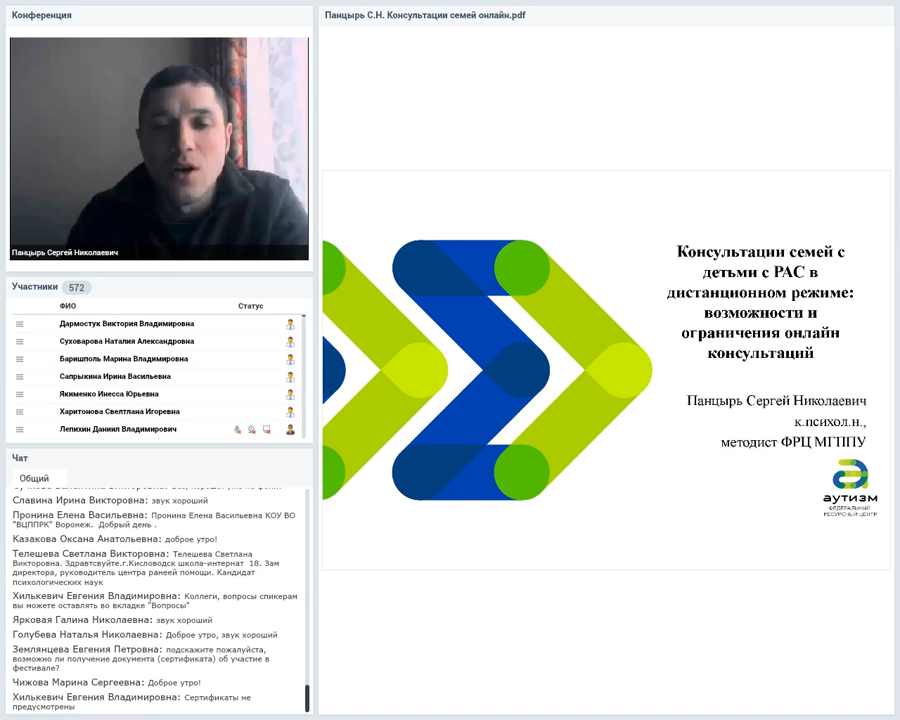 Конференция
Панцырь Сергей Николаевич
Участники 572
ФИО Статус
Дармостук Виктория Владимировна
Суховарова Наталия Александровна
Баришполь Марина Владимировна
Сапрыкина Ирина Васильевна
Якименко Инесса Юрьевна
Харитонова Свелтлана Игоревна
Лепихин Даниил Владимирович
Чат
Общий
Славина Ирина Викторовна: звук хороший
Пронина Елена Васильевна: Пронина Елена Васильевна КОУ ВО
"ВЦППРК" Воронеж. Добрый день .
Казакова Оксана Анатольевна: доброе утро!
Телешева Светлана Викторовна: Телешева Светлана
Викторовна. Здравтсвуйте.г.Кисловодск школа-интернат 18. Зам
директора, руководитель центра ранеей помощи. Кандидат
психологических наук
Хилькевич Евгения Владимировна: Коллеги, вопросы спикерам
вы можете оставлять во вкладке "Вопросы"
Ярковая Галина Николаевна: звук хороший
Голубева Наталья Николаевна: Доброе утро, звук хороший
Землянцева Евгения Петровна: подскажите пожалуйста,
возможно ли получение документа (сертификата) об участие в
фестивале?
Чижова Марина Сергеевна: Доброе утро!
Хилькевич Евгения Владимировна: Сертификаты не
предусмотрены
Панцырь С.Н. Консультации семей онлайн.pdf
Консультации семей с
детьми с РАС в
дистанционном режиме:
возможности и
ограничения онлайн
консультаций
Панцырь Сергей Николаевич
к.психол.н.,
методист ФРЦ МГППУ
аутизм
ФЕДЕРАЛЬНЫЙ
РЕСУРСНЫЙ ЦЕНТР